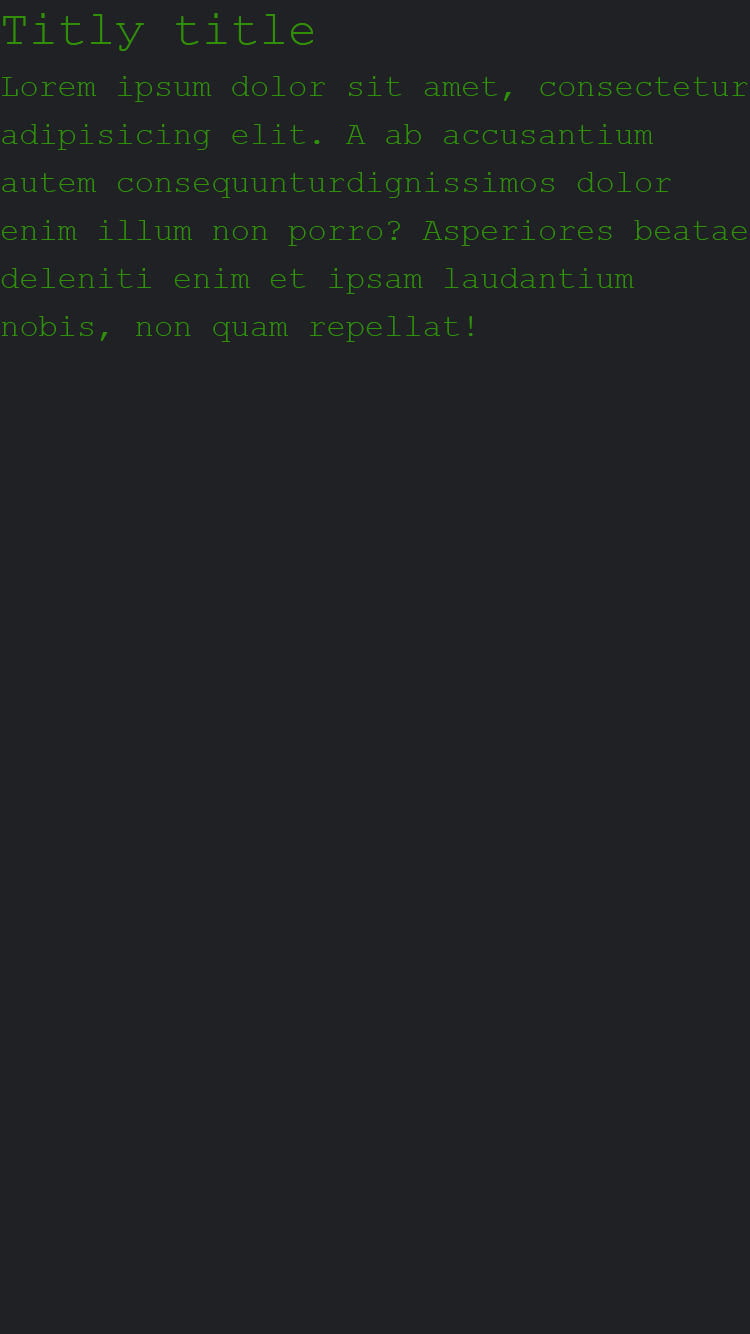 Titly title
Lorem ipsum dolor sit amet, consectetur
adipisicing elit. A ab accusantium
autem consequunturdignissimos dolor
enim illum non porro? Asperiores beatae
deleniti enim et ipsam laudantium
nobis, non quam repellat!